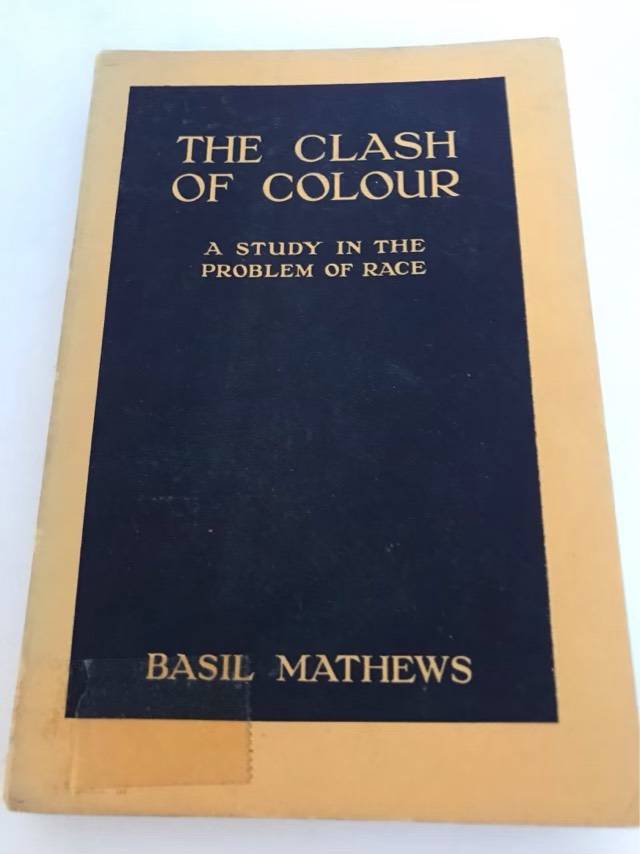 THE CLASH
OF COLOUR
A STUDY IN THE
PROBLEM OF RACE
BASIL MATHEWS